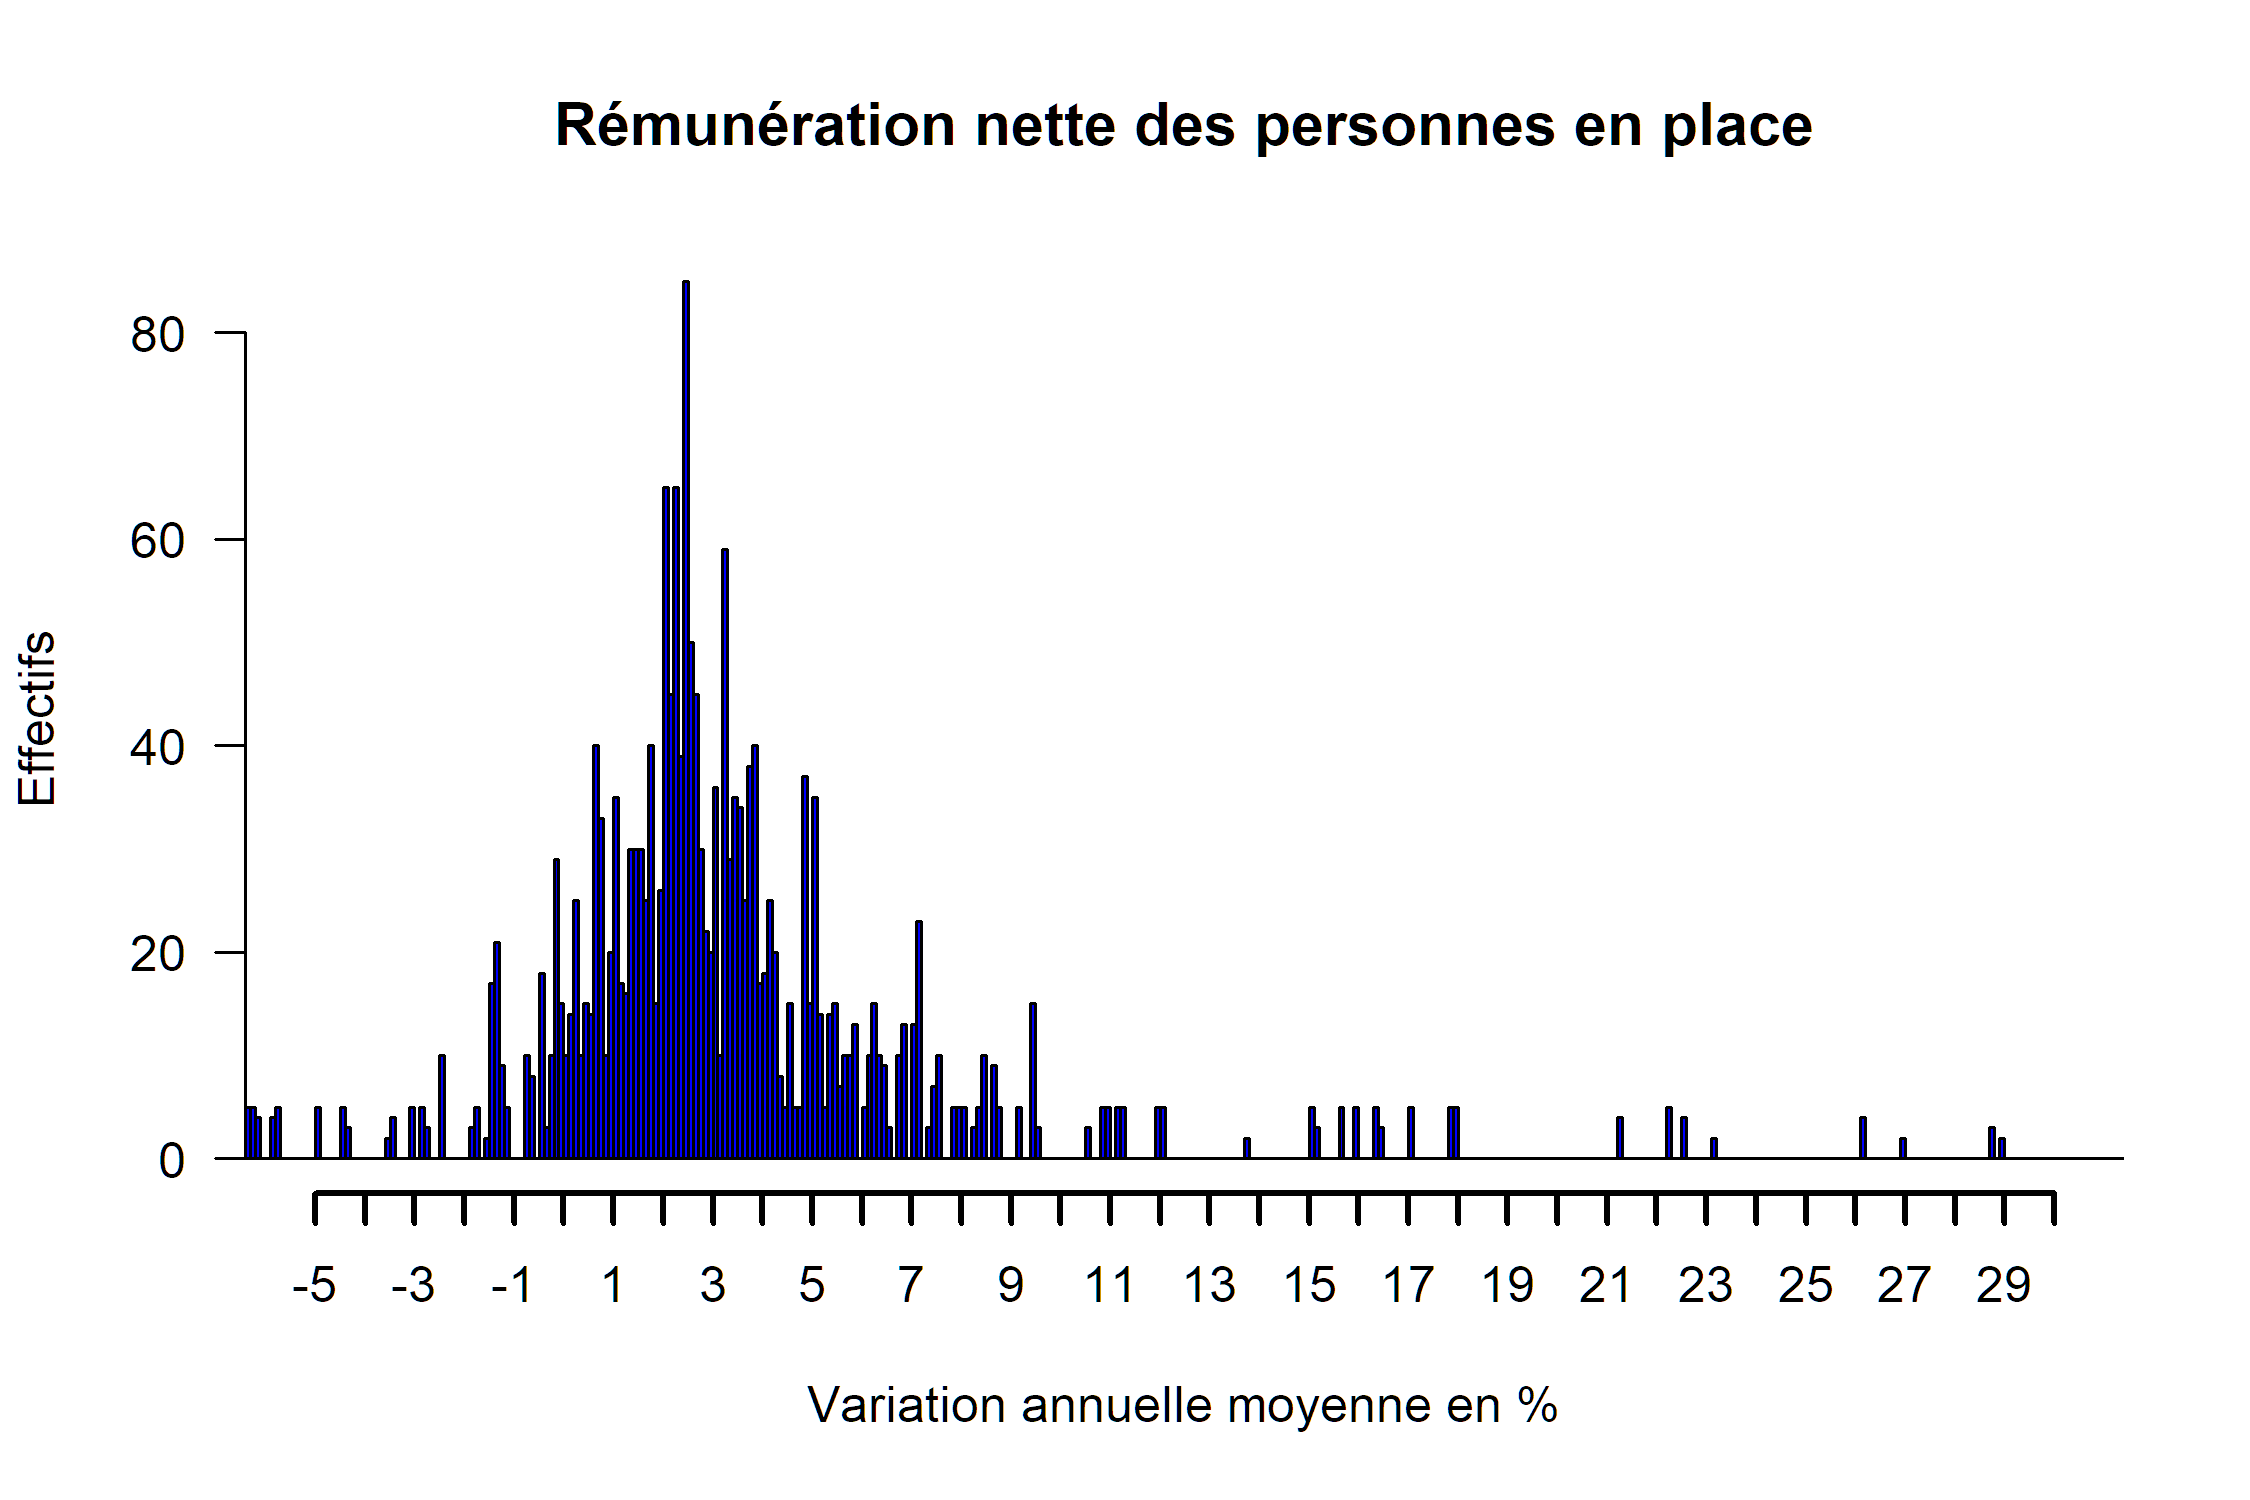 Rémunération nette des personnes en place
Effectifs
80
60
40
20
0
-5 -3 -1 1 3 5 7 9 11 13 15 17 19 21 23 25 27 29
Variation annuelle moyenne en %